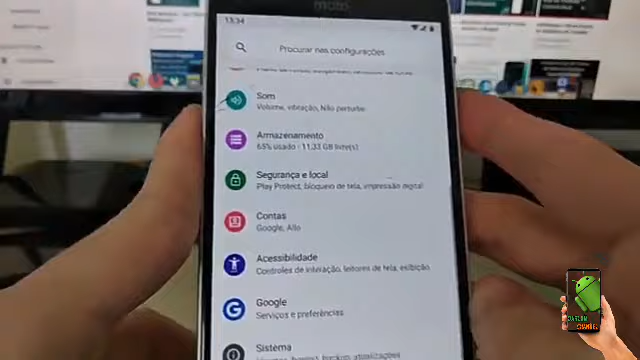 moto
13:34
Procurar nas configurações
Som
Volume, vibração, Não perturbe
Armazenamento
65% usado - 11,33 GB livre(s)
Segurança e local
Play Protect, bloqueio de tela, impressão digital
Contas
Google, Allo
Acessibilidade
Controles de interação, leitores de tela, exibição
Google
Serviços e preferências
Sistema
CHANNEL